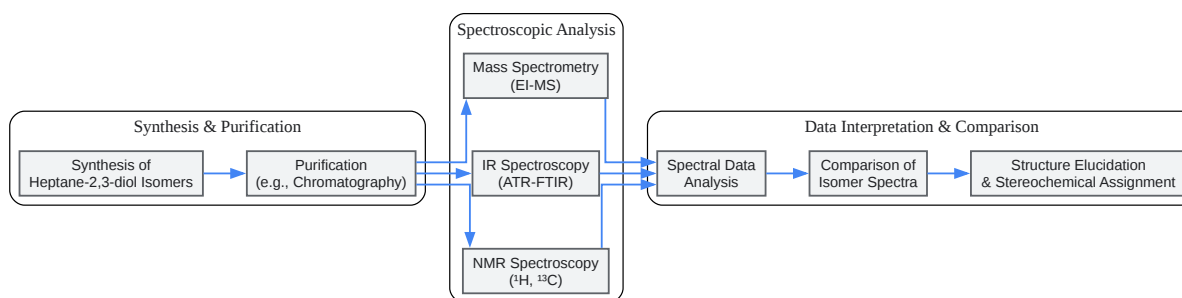 Spectroscopic Analysis
Mass Spectrometry
(EI-MS)
Synthesis & Purification
Data Interpretation & Comparison
Synthesis of
Heptane-2,3-diol Isomers
Purification
(e.g., Chromatography)
IR Spectroscopy
(ATR-FTIR)
Spectral Data
Analysis
Comparison of
Isomer Spectra
Structure Elucidation
& Stereochemical Assignment
NMR Spectroscopy
(¹H, ¹³C)